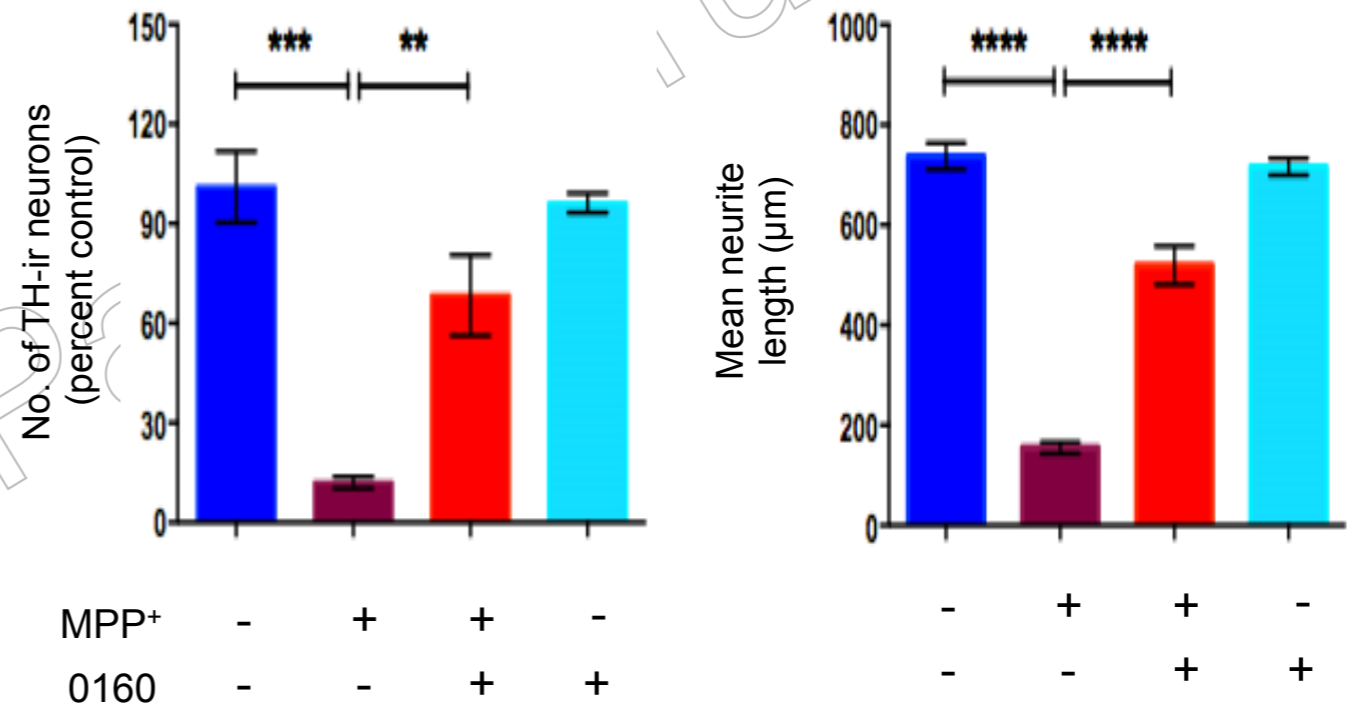 150
120
90
60
30
0
*** **
No. of TH-ir neurons
(percent control)
MPP+ - + + -
0160 - - + +
1000
800
600
400
200
0
**** ****
Mean neurite
length (μm)
- + + -
- - + +